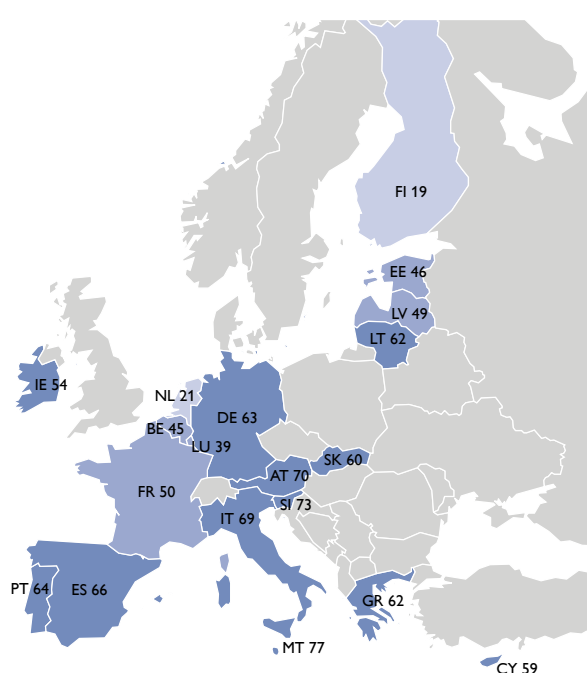 FI 19
EE 46
LV 49
LT 62
IE 54
NL 21
DE 63
BE 45
LU 39
SK 60
AT 70
FR 50
SI 73
IT 69
PT 64
ES 66
GR 62
MT 77
CY 59